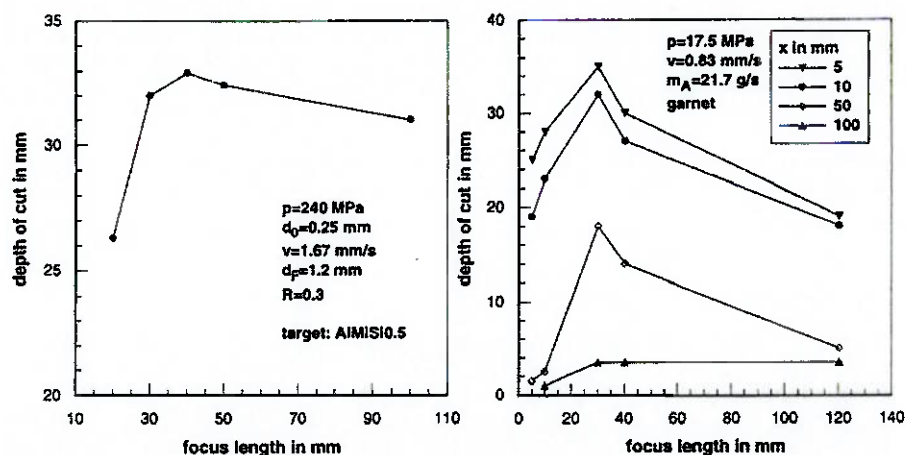 depth of cut in mm
35
30
25
20
p=240 MPa
d0=0.25 mm
v=1.67 mm/s
dF=1.2 mm
R=0.3
target: AlMlSl0.5
10 30 50 70 90 110
focus length in mm
depth of cut in mm
40
30
20
10
0
p=17.5 MPa
v=0.83 mm/s
mA=21.7 g/s
garnet
x in mm
5
10
50
100
0 20 40 60 80 100 120 140
focus length in mm